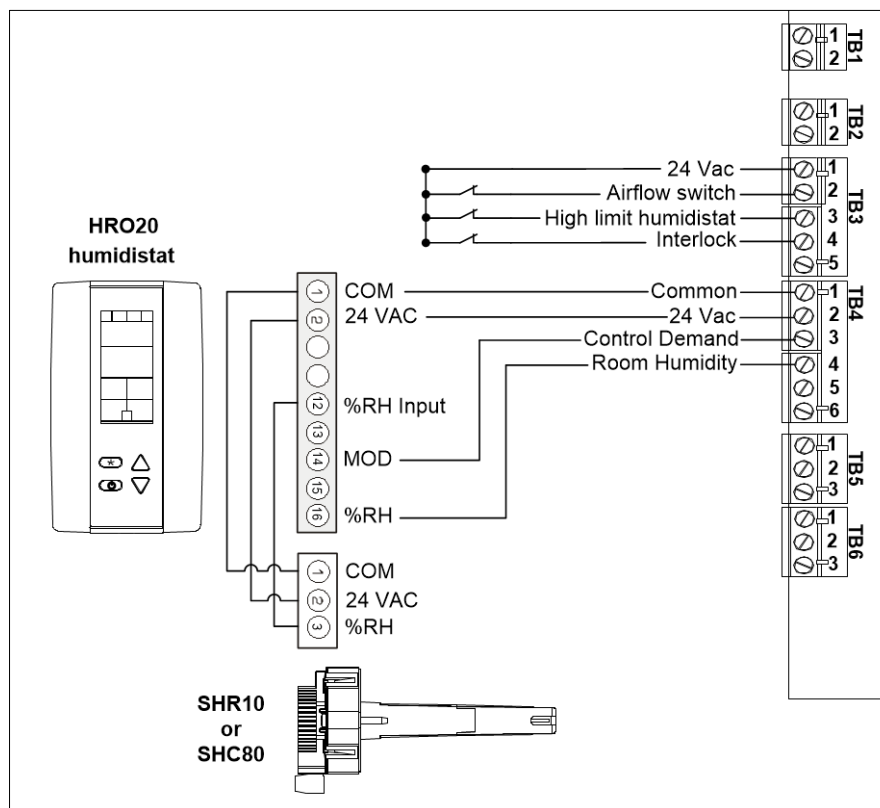 1
2
TB1
1
2
TB2
24 Vac
1
Airflow switch
2
High limit humidistat
3
Interlock
4
5
TB3
HRO20
humidistat
1
COM
Common
1
2
24 VAC
24 Vac
2
Control Demand
3
Room Humidity
4
5
6
TB4
12
%RH Input
13
14
MOD
15
16
%RH
1
2
3
TB5
1
2
3
TB6
1
COM
2
24 VAC
3
%RH
SHR10
or
SHC80